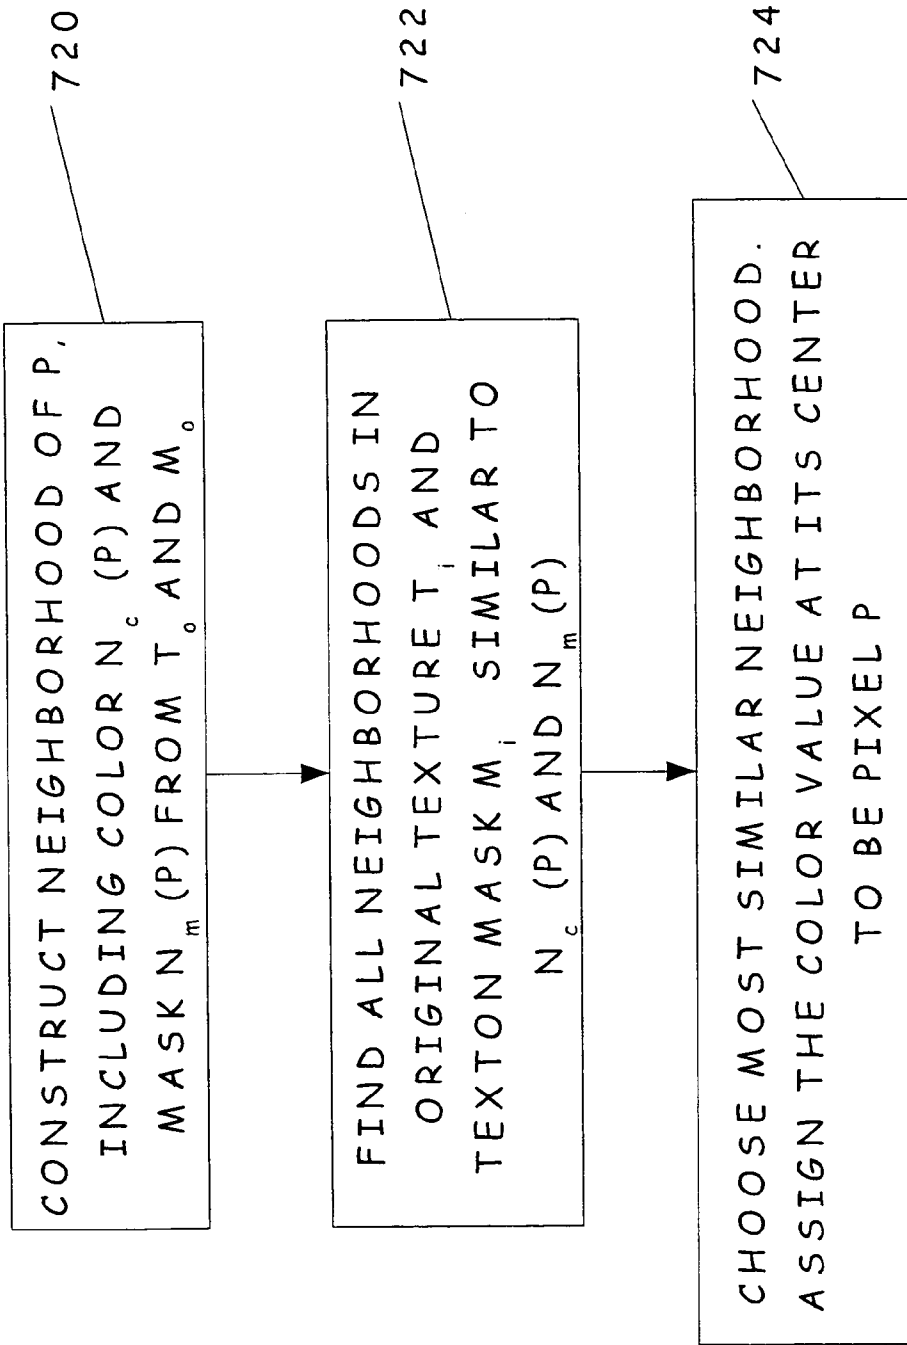 CONSTRUCT NEIGHBORHOOD OF P,
INCLUDING COLOR Nc (P) AND
MASK Nm (P) FROM To AND Mo
720
FIND ALL NEIGHBORHOODS IN
ORIGINAL TEXTURE Ti AND
TEXTON MASK Mi SIMILAR TO
Nc (P) AND Nm (P)
722
CHOOSE MOST SIMILAR NEIGHBORHOOD.
ASSIGN THE COLOR VALUE AT ITS CENTER
TO BE PIXEL P
724